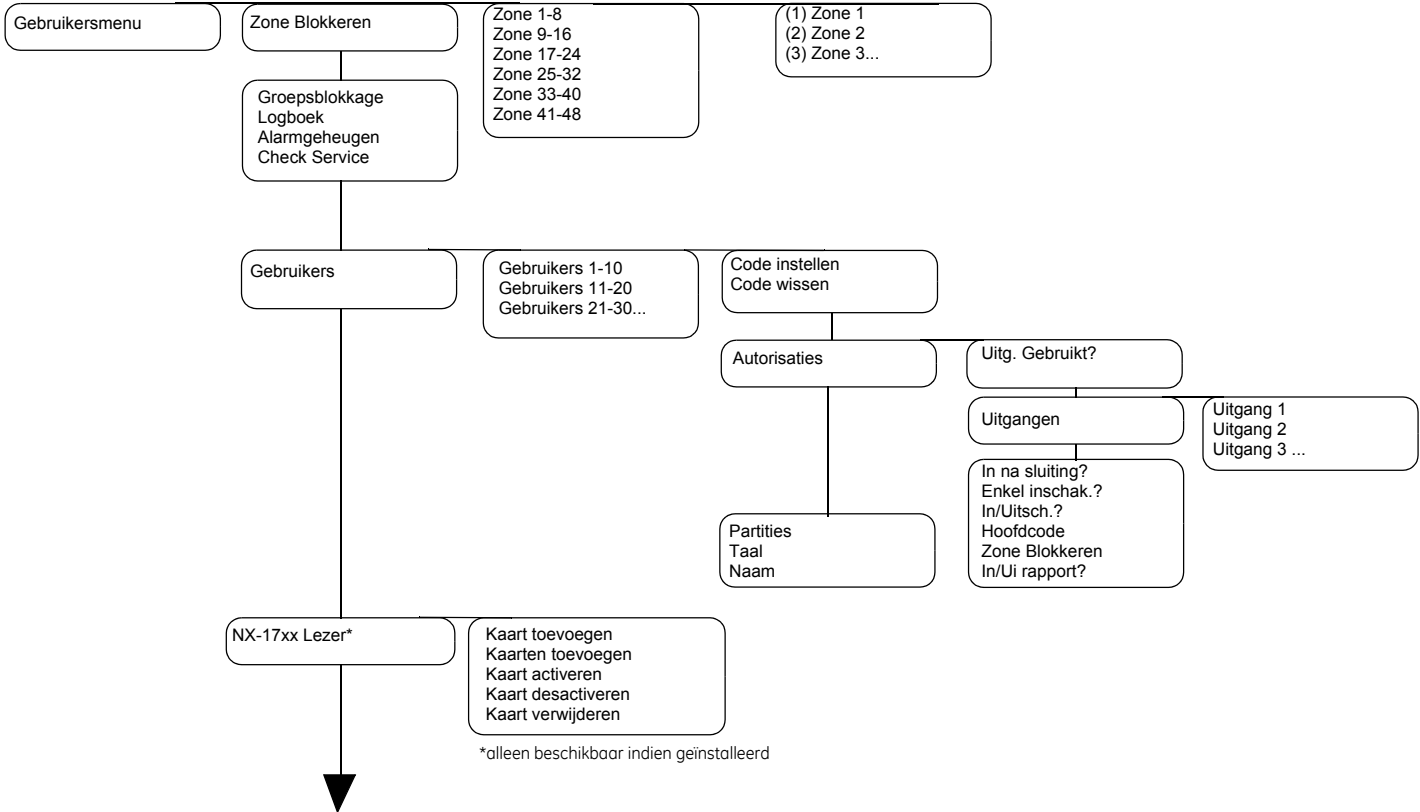 Gebruikersmenu
Zone Blokkeren
Zone 1-8
Zone 9-16
Zone 17-24
Zone 25-32
Zone 33-40
Zone 41-48
(1) Zone 1
(2) Zone 2
(3) Zone 3...
Groepsblokkage
Logboek
Alarmgeheugen
Check Service
Gebruikers
Gebruikers 1-10
Gebruikers 11-20
Gebruikers 21-30...
Code instellen
Code wissen
Autorisaties
Uitg. Gebruikt?
Uitgangen
Uitgang 1
Uitgang 2
Uitgang 3 ...
In na sluiting?
Enkel inschak.?
In/Uitsch.?
Hoofdcode
Zone Blokkeren
In/Ui rapport?
Partities
Taal
Naam
NX-17xx Lezer*
Kaart toevoegen
Kaarten toevoegen
Kaart activeren
Kaart desactiveren
Kaart verwijderen
*alleen beschikbaar indien geïnstalleerd